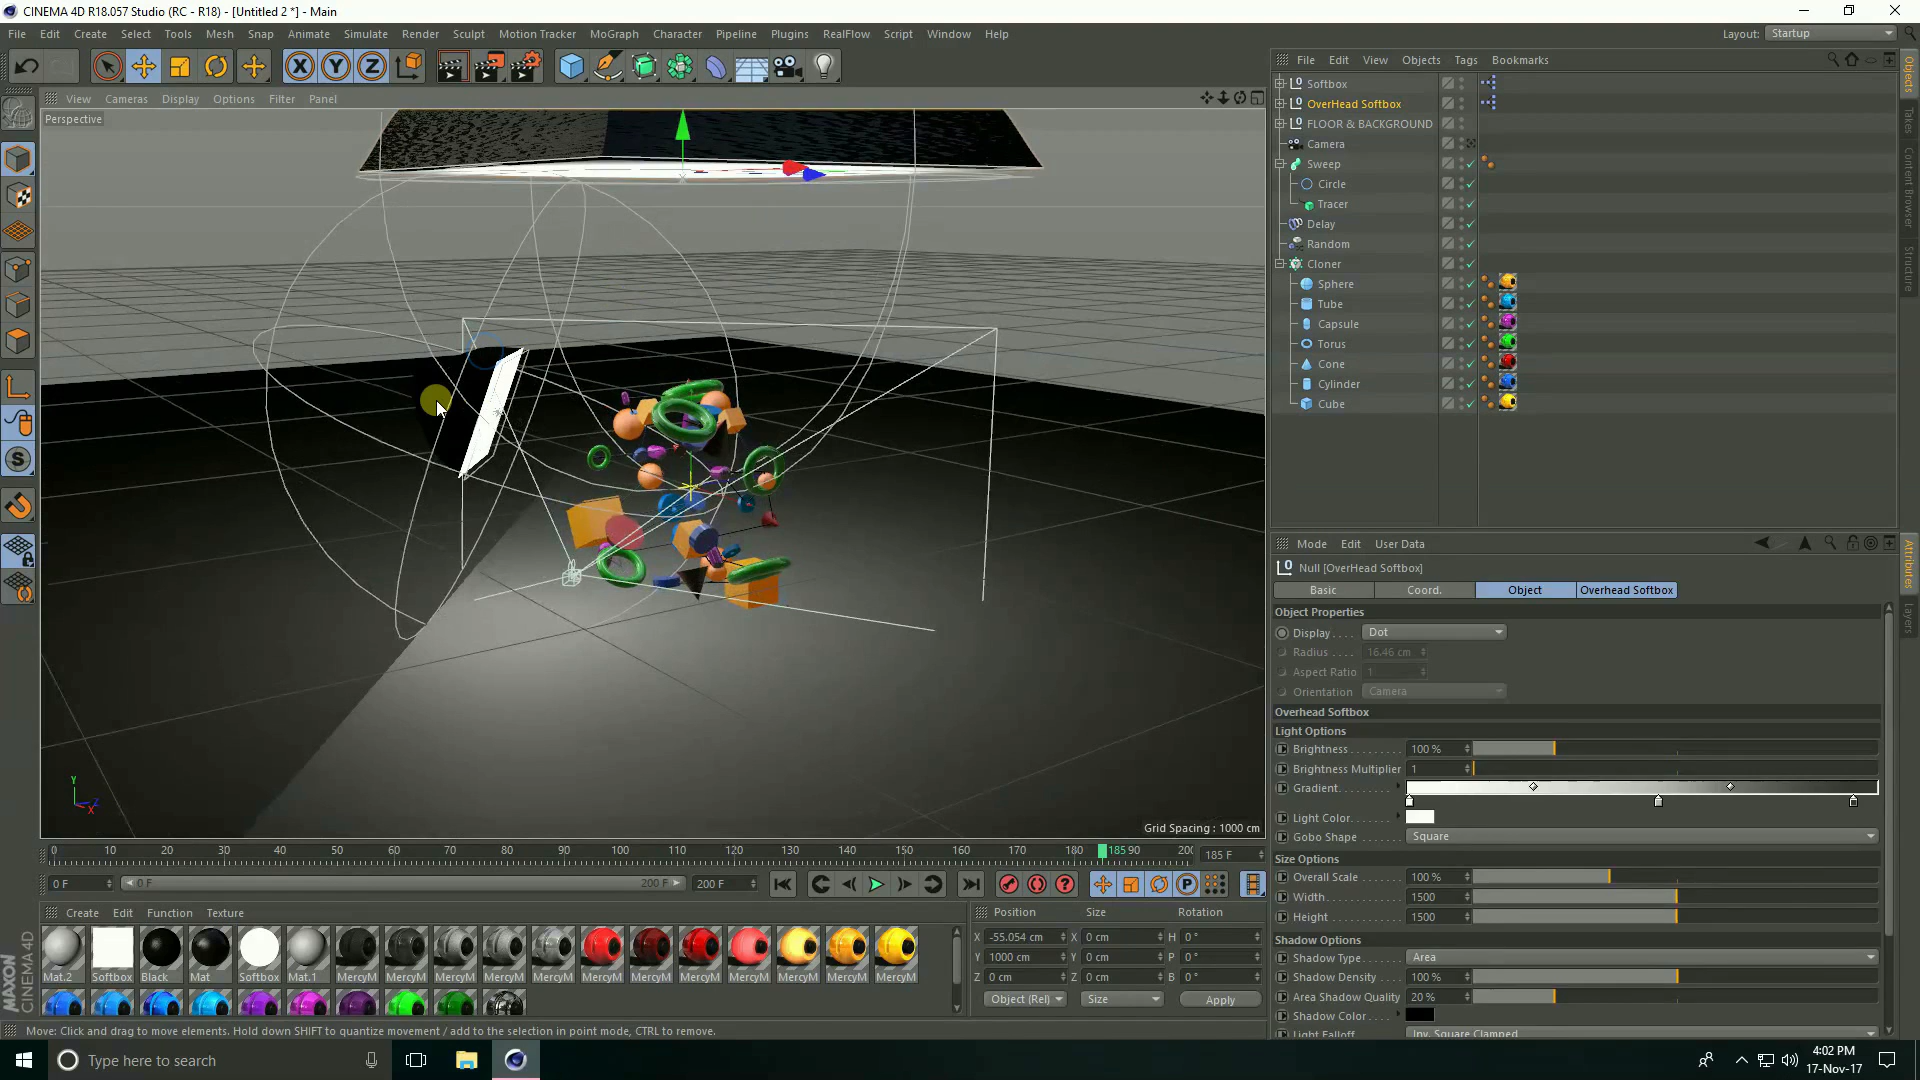 CINEMA 4D R18.057 Studio (RC - R18) - [Untitled 2 *] - Main
File Edit Create Select Tools Mesh Snap Animate Simulate Render Sculpt Motion Tracker MoGraph Character Pipeline Plugins RealFlow Script Window Help
Layout: Startup
View Cameras Display Options Filter Panel
Perspective
File Edit View Objects Tags Bookmarks
Softbox
OverHead Softbox
FLOOR & BACKGROUND
Camera
Sweep
Circle
Tracer
Delay
Random
Cloner
Sphere
Tube
Capsule
Torus
Cone
Cylinder
Cube
Objects
Takes
Content Browser
Structure
Attributes
Layers
Mode Edit User Data
Null [OverHead Softbox]
Basic Coord. Object Overhead Softbox
Object Properties
Display . . . . Dot
Radius . . . . 16.46 cm
Aspect Ratio 1
Orientation Camera
Overhead Softbox
Light Options
Brightness . . . . . . . . . 100 %
Brightness Multiplier 1
Gradient. . . . . . . . .
Light Color. . . . . . .
Gobo Shape . . . . . Square
Size Options
Overall Scale . . . . 100 %
Width. . . . . . . . . . . . 1500
Height . . . . . . . . . . . 1500
Shadow Options
Shadow Type . . . . Area
Shadow Density . . 100 %
Area Shadow Quality 20 %
Shadow Color . . . .
Light Falloff. . . . . . Inv. Square Clamped
Y
Z
X
Grid Spacing : 1000 cm
0 10 20 30 40 50 60 70 80 90 100 110 120 130 140 150 160 170 180 18590 200
185 F
0 F 0 F 200 F 200 F
Create Edit Function Texture
Mat.2 Softbox Black Mat Softbox Mat.1 MercyM MercyM MercyM MercyM MercyM MercyM MercyM MercyM MercyM MercyM MercyM MercyM
MAXON
CINEMA 4D
Position Size Rotation
X -55.054 cm X 0 cm H 0 °
Y 1000 cm Y 0 cm P 0 °
Z 0 cm Z 0 cm B 0 °
Object (Rel) Size Apply
Move: Click and drag to move elements. Hold down SHIFT to quantize movement / add to the selection in point mode, CTRL to remove.
Type here to search
4:02 PM
17-Nov-17